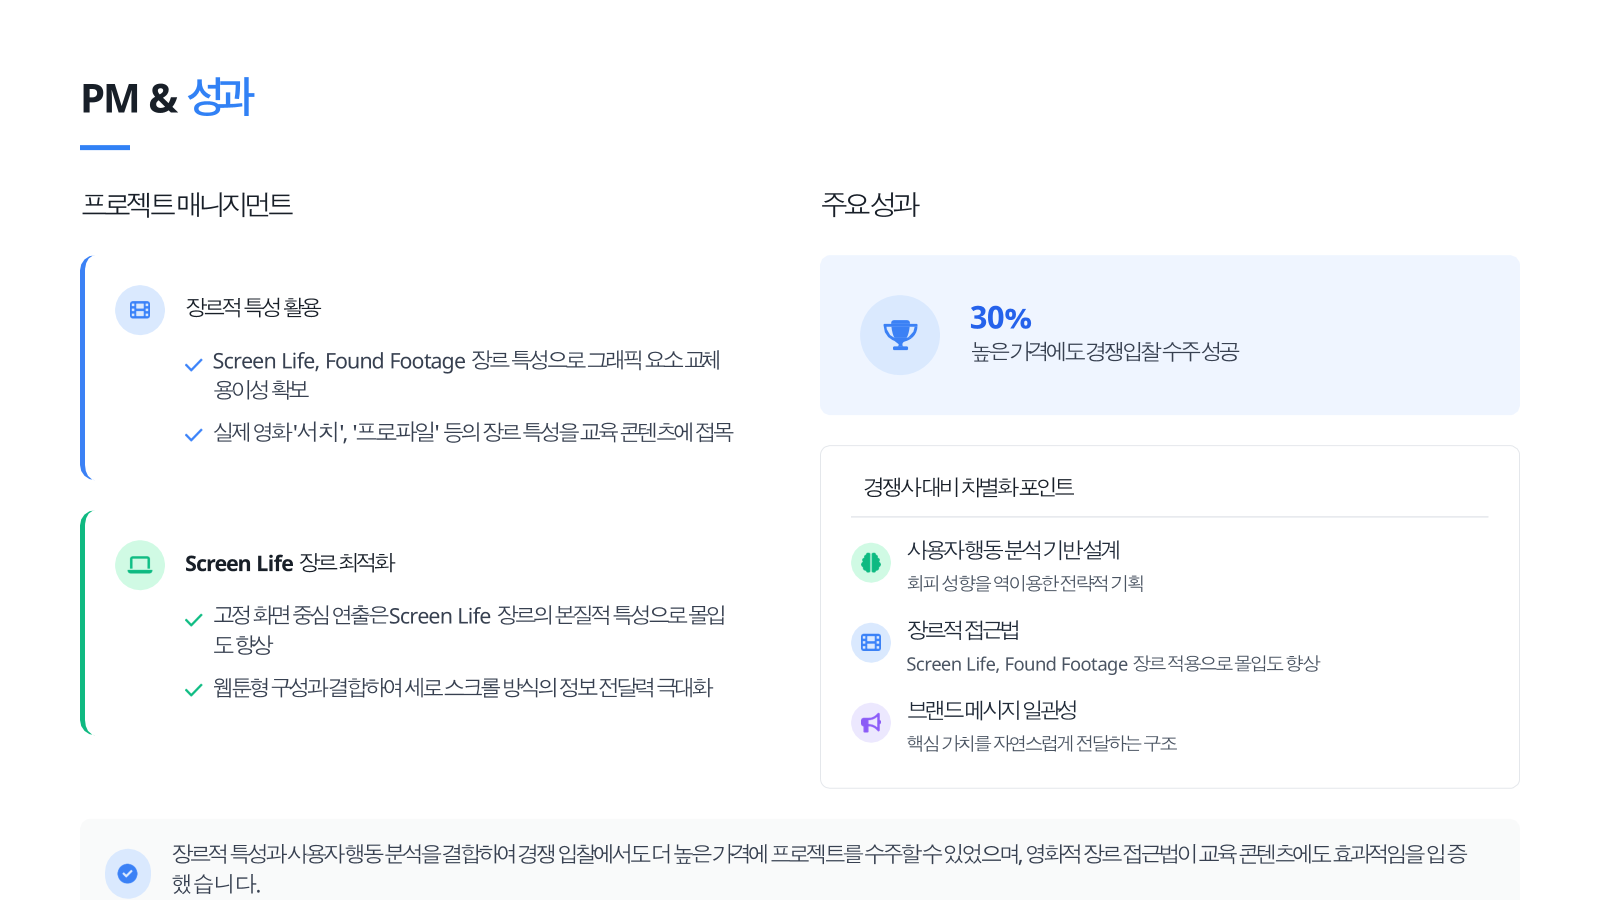 PM & 성과
프로젝트 매니지먼트
장르적 특성 활용
Screen Life, Found Footage 장르 특성으로 그래픽 요소 교체
용이성 확보
실제 영화 '서치', '프로파일' 등의 장르 특성을 교육 콘텐츠에 접목
Screen Life 장르 최적화
고정 화면 중심 연출은 Screen Life 장르의 본질적 특성으로 몰입
도 향상
웹툰형 구성과 결합하여 세로 스크롤 방식의 정보 전달력 극대화
주요 성과
30%
높은 가격에도 경쟁입찰 수주 성공
경쟁사 대비 차별화 포인트
사용자 행동 분석 기반 설계
회피 성향을 역이용한 전략적 기획
장르적 접근법
Screen Life, Found Footage 장르 적용으로 몰입도 향상
브랜드 메시지 일관성
핵심 가치를 자연스럽게 전달하는 구조
장르적 특성과 사용자 행동 분석을 결합하여 경쟁 입찰에서도 더 높은 가격에 프로젝트를 수주할 수 있었으며, 영화적 장르 접근법이 교육 콘텐츠에도 효과적임을 입증
했습니다.